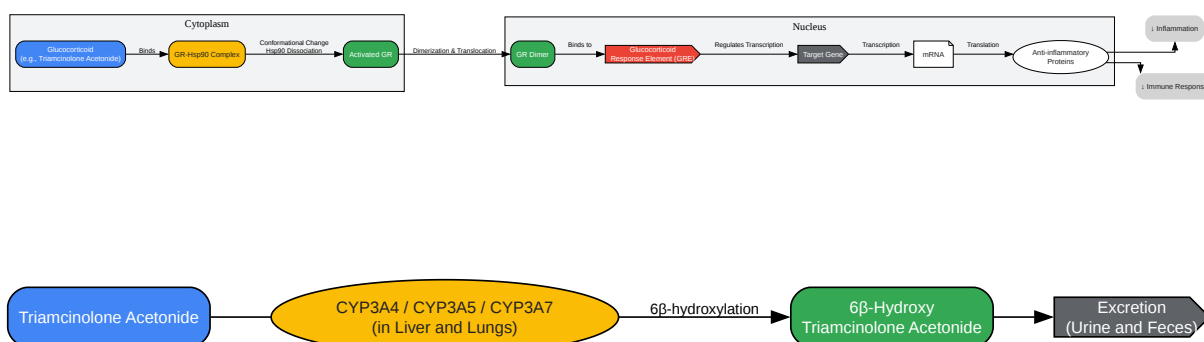 Cytoplasm
Nucleus
Glucocorticoid
(e.g., Triamcinolone Acetonide)
Binds
GR-Hsp90 Complex
Conformational Change
Hsp90 Dissociation
Activated GR
Dimerization & Translocation
GR Dimer
Binds to
Glucocorticoid
Response Element (GRE)
Regulates Transcription
Target Gene
Transcription
mRNA
Translation
Anti-inflammatory
Proteins
↓ Inflammation
↓ Immune Respons
Triamcinolone Acetonide
CYP3A4 / CYP3A5 / CYP3A7
(in Liver and Lungs)
6β-hydroxylation
6β-Hydroxy
Triamcinolone Acetonide
Excretion
(Urine and Feces)